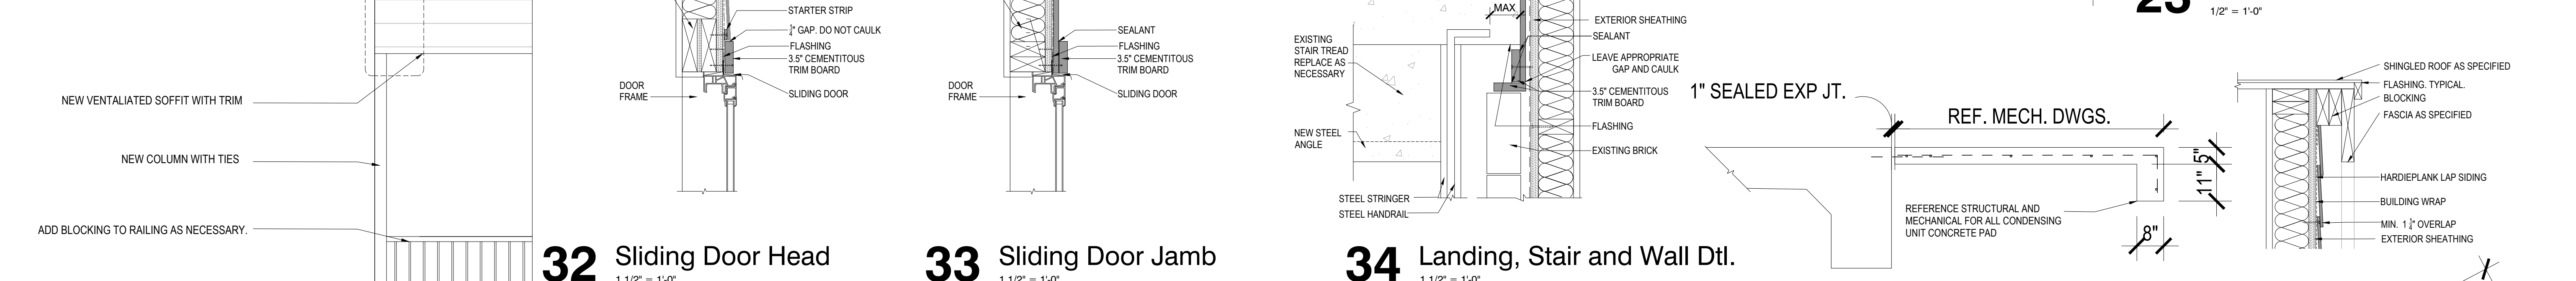 NEW VENTALIATED SOFFIT WITH TRIM
NEW COLUMN WITH TIES
ADD BLOCKING TO RAILING AS NECESSARY.
STARTER STRIP
1/4" GAP. DO NOT CAULK
FLASHING
3.5" CEMENTITOUS
TRIM BOARD
DOOR
FRAME
SLIDING DOOR
32 Sliding Door Head
1 1/2" = 1'-0"
SEALANT
FLASHING
3.5" CEMENTITOUS
TRIM BOARD
DOOR
FRAME
SLIDING DOOR
33 Sliding Door Jamb
1 1/2" = 1'-0"
MAX
EXISTING
STAIR TREAD
REPLACE AS
NECESSARY
NEW STEEL
ANGLE
STEEL STRINGER
STEEL HANDRAIL
EXTERIOR SHEATHING
SEALANT
LEAVE APPROPRIATE
GAP AND CAULK
3.5" CEMENTITOUS
TRIM BOARD
FLASHING
EXISTING BRICK
34 Landing, Stair and Wall Dtl.
1 1/2" = 1'-0"
1" SEALED EXP JT.
REF. MECH. DWGS.
5"
11"
8"
REFERENCE STRUCTURAL AND
MECHANICAL FOR ALL CONDENSING
UNIT CONCRETE PAD
1/2" = 1'-0"
SHINGLED ROOF AS SPECIFIED
FLASHING. TYPICAL.
BLOCKING
FASCIA AS SPECIFIED
HARDIEPLANK LAP SIDING
BUILDING WRAP
MIN. 1 1/4" OVERLAP
EXTERIOR SHEATHING